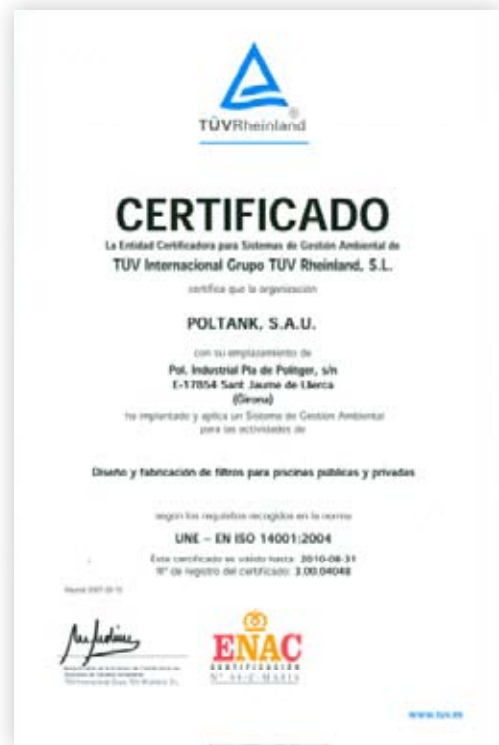 TÜVRheinland
®
CERTIFICADO
La Entidad Certificadora para Sistemas de Gestión Ambiental de
TÜV Internacional Grupo TÜV Rheinland, S.L.
certifica que la organización
POLTANK, S.A.U.
con su emplazamiento de
Pol. Industrial Pla de Politger, s/n
E-17854 Sant Jaume de Llierca
(Girona)
ha implantado y aplica un Sistema de Gestión Ambiental
para las actividades de
Diseño y fabricación de filtros para piscinas públicas y privadas
según los requisitos recogidos en la norma
UNE – EN ISO 14001:2004
Este certificado es valido hasta: 2010-08-31
Nº de registro del certificado: 3.00.04048
ENAC
CERTIFICACIÓN
www.tuv.es